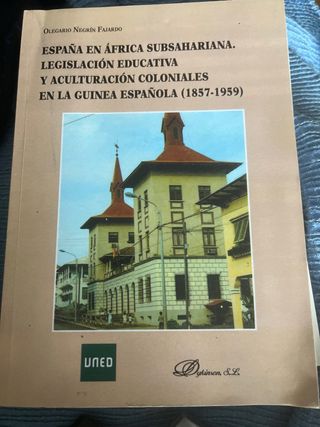 OLEGARIO NEGRÍN FAJARDO
ESPAÑA EN ÁFRICA SUBSAHARIANA.
LEGISLACIÓN EDUCATIVA
Y ACULTURACIÓN COLONIALES
EN LA GUINEA ESPAÑOLA (1857-1959)
UNED
Dykinson, S.L.